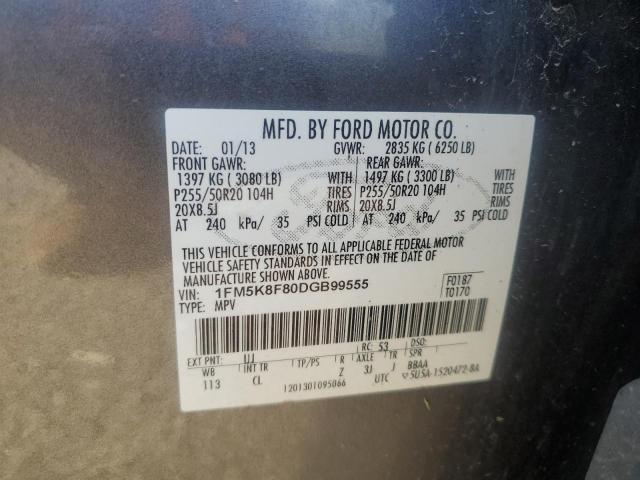 MFD. BY FORD MOTOR CO.
DATE: 01/13 GVWR: 2835 KG ( 6250 LB)
FRONT GAWR: REAR GAWR:
1397 KG ( 3080 LB) WITH 1497 KG ( 3300 LB) WITH
P255/50R20 104H TIRES P255/50R20 104H TIRES
20X8.5J RIMS 20X8.5J RIMS
AT 240 kPa/ 35 PSI COLD AT 240 kPa/ 35 PSI COLD
THIS VEHICLE CONFORMS TO ALL APPLICABLE FEDERAL MOTOR
VEHICLE SAFETY STANDARDS IN EFFECT ON THE DATE OF
MANUFACTURE SHOWN ABOVE.
VIN: 1FM5K8F80DGB99555 F0187
TYPE: MPV T0170
EXT PNT: UJ RC: 53 DSO:
WB INT TR TP/PS R AXLE TR SPR
113 CL Z 3J J BBAA
1201301095066 UTC 5U5A-1520472-BA